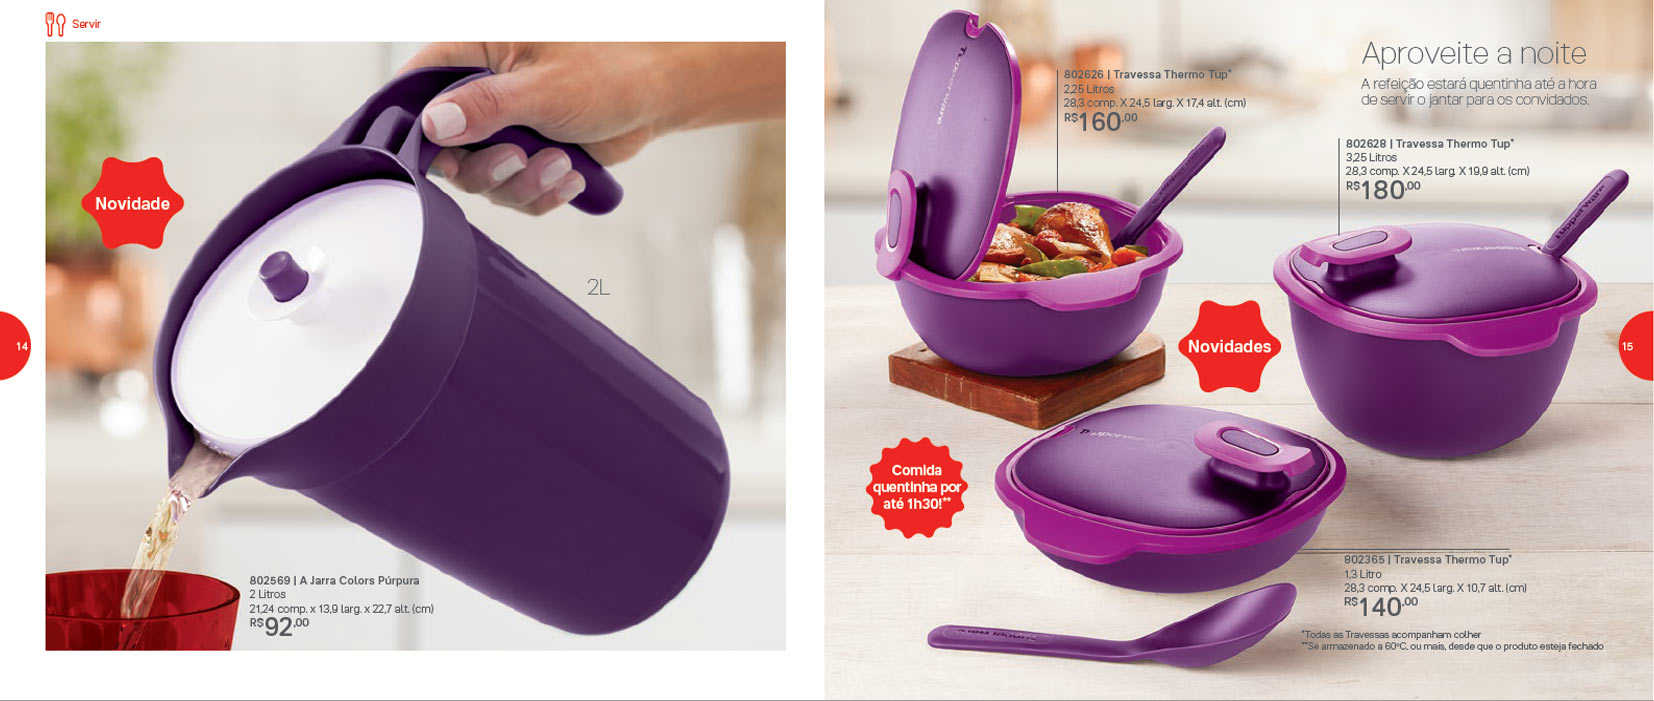 Servir
Novidade
2L
14
802569 | A Jarra Colors Púrpura
2 Litros
21,24 comp. x 13,9 larg. x 22,7 alt. (cm)
R$92,00
Tupperware
802626 | Travessa Thermo Tup*
2,25 Litros
28,3 comp. X 24,5 larg. X 17,4 alt. (cm)
R$160,00
Aproveite a noite
A refeição estará quentinha até a hora
de servir o jantar para os convidados.
802628 | Travessa Thermo Tup*
3,25 Litros
28,3 comp. X 24,5 larg. X 19,9 alt. (cm)
R$180,00
Tupperware
Novidades
15
Comida
quentinha por
até 1h30!**
Tupperware
802365 | Travessa Thermo Tup*
1,3 Litro
28,3 comp. X 24,5 larg. X 10,7 alt. (cm)
R$140,00
*Todas as Travessas acompanham colher
**Se armazenado a 60ºC, ou mais, desde que o produto esteja fechado